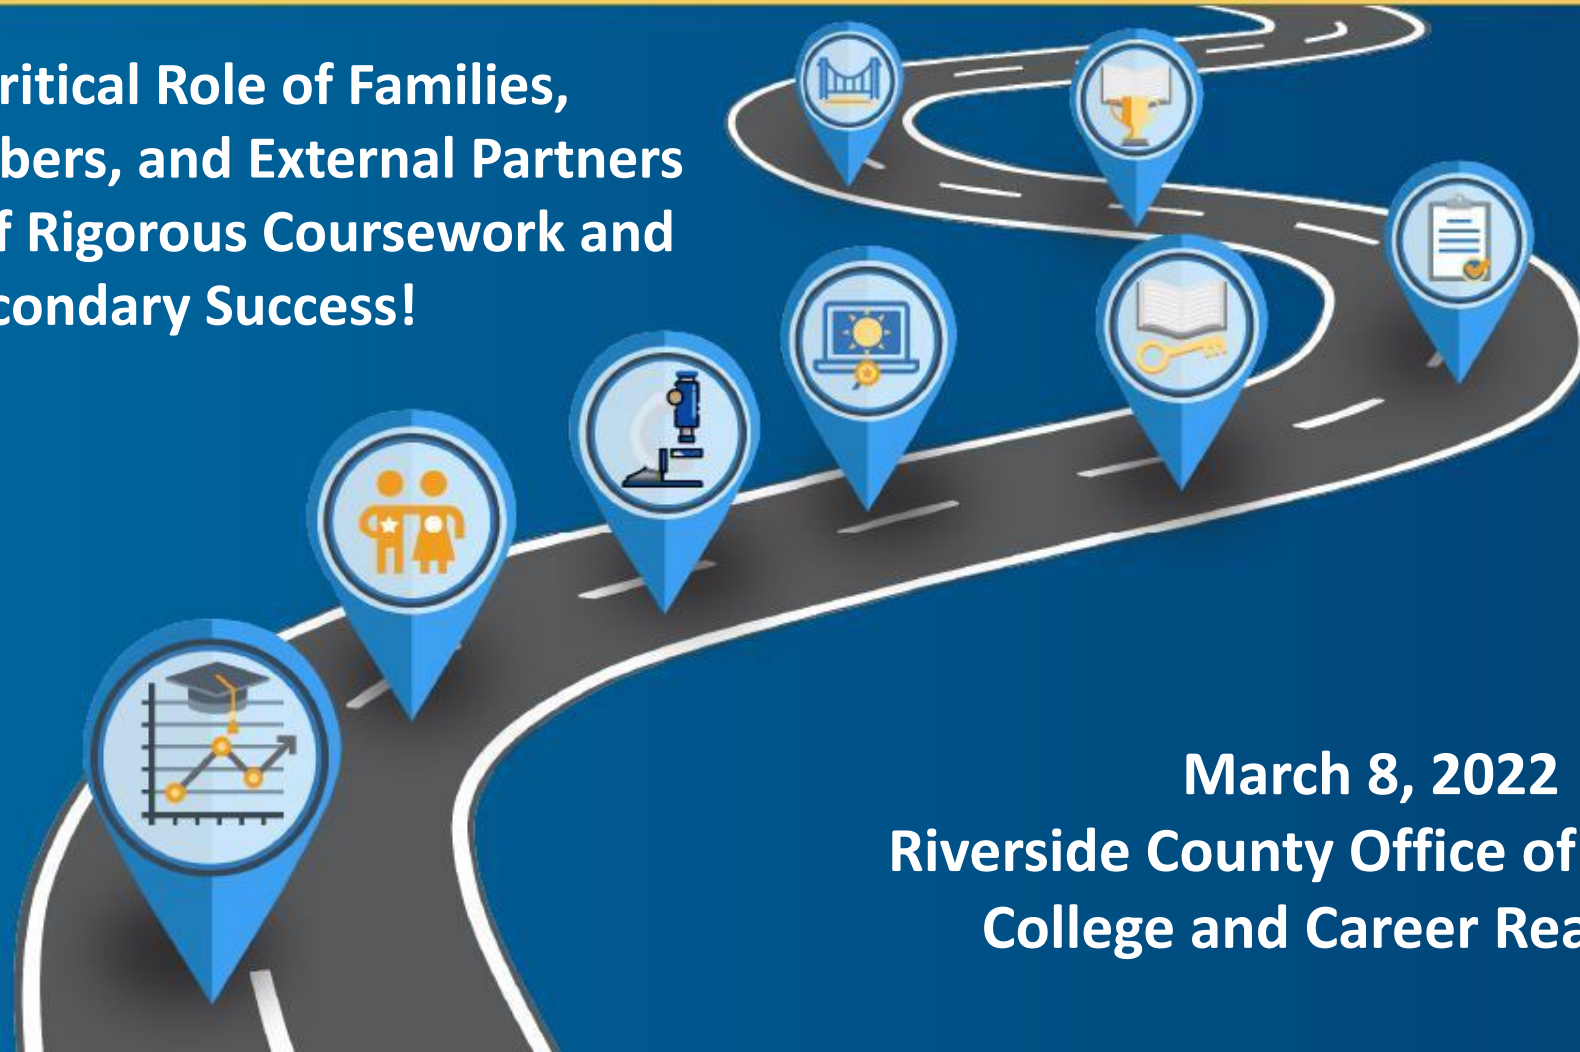 ritical Role of Families,
bers, and External Partners
f Rigorous Coursework and
condary Success!
March 8, 2022
Riverside County Office of
College and Career Rea